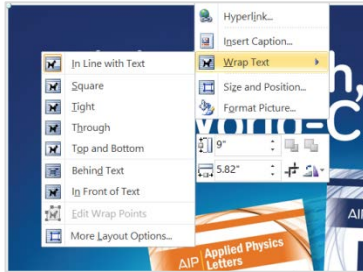 Hyperlink...
Insert Caption...
Wrap Text
Size and Position...
Format Picture...
9"
5.82"
In Line with Text
Square
Tight
Through
Top and Bottom
Behind Text
In Front of Text
Edit Wrap Points
More Layout Options...
h,
world-C
AIP Applied Physics
Letters
AIP